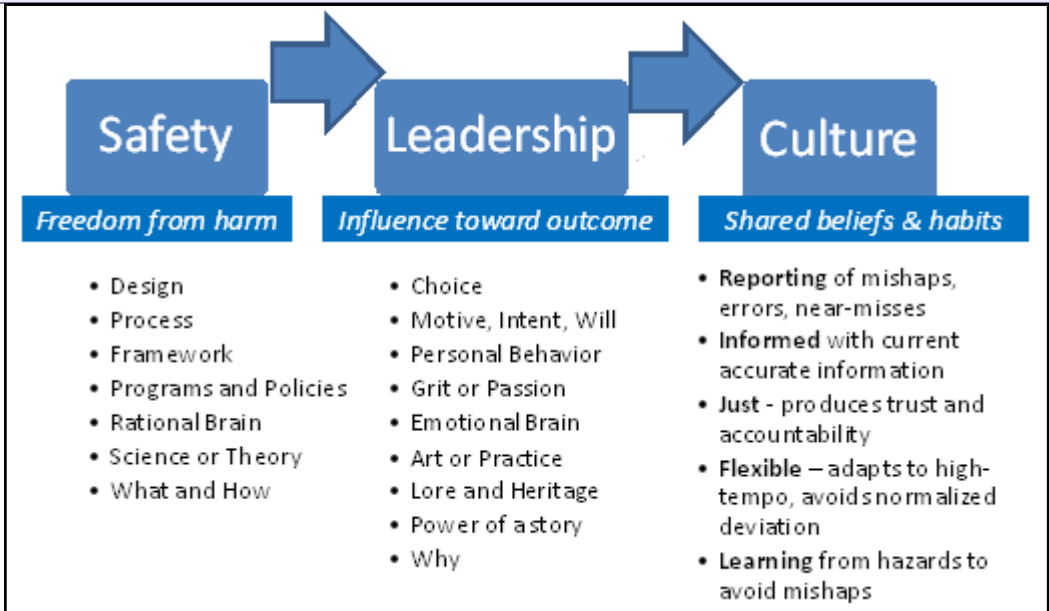 Safety
Freedom from harm
• Design
• Process
• Framework
• Programs and Policies
• Rational Brain
• Science or Theory
• What and How
Leadership
Influence toward outcome
• Choice
• Motive, Intent, Will
• Personal Behavior
• Grit or Passion
• Emotional Brain
• Art or Practice
• Lore and Heritage
• Power of a story
• Why
Culture
Shared beliefs & habits
• Reporting of mishaps,
errors, near-misses
• Informed with current
accurate information
• Just - produces trust and
accountability
• Flexible – adapts to high-
tempo, avoids normalized
deviation
• Learning from hazards to
avoid mishaps